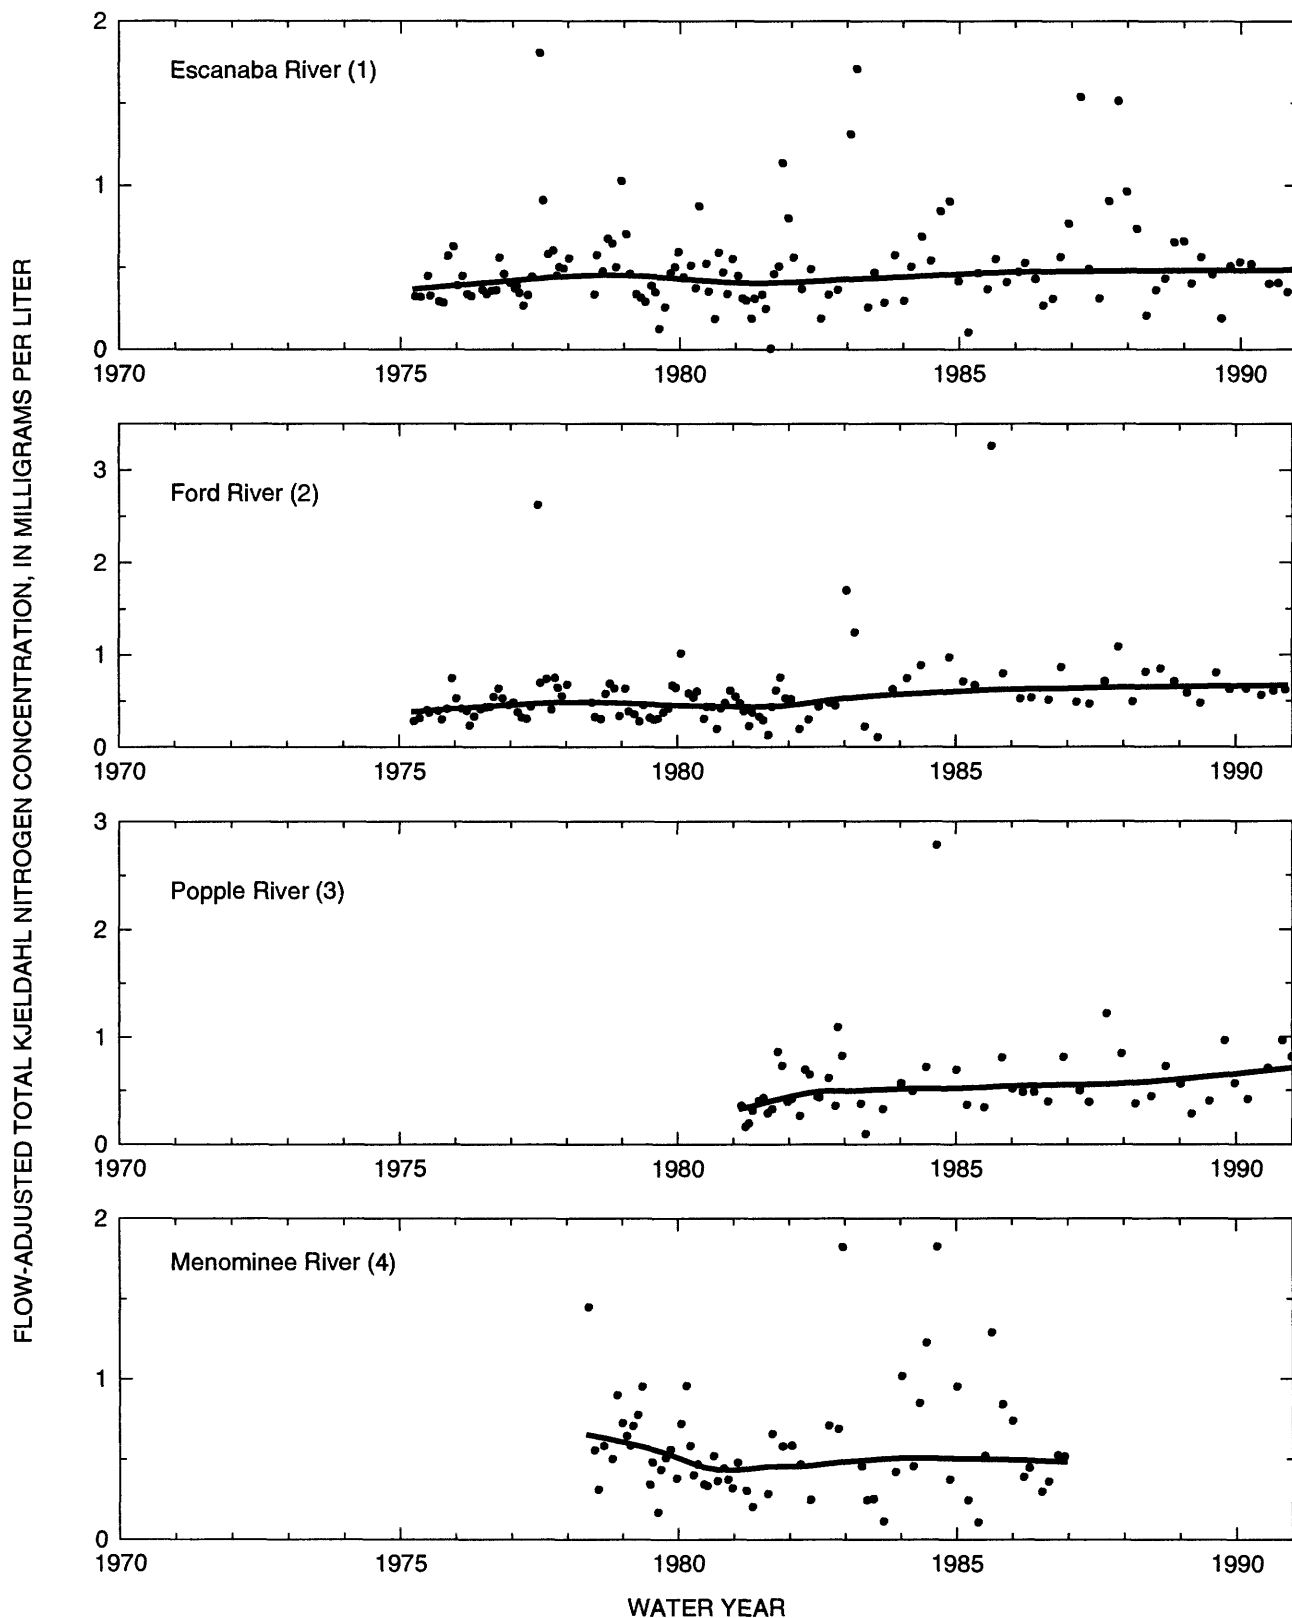 FLOW-ADJUSTED TOTAL KJELDAHL NITROGEN CONCENTRATION, IN MILLIGRAMS PER LITER
2
Escanaba River (1)
1
0
1970 1975 1980 1985 1990
3
Ford River (2)
2
1
0
1970 1975 1980 1985 1990
3
Popple River (3)
2
1
0
1970 1975 1980 1985 1990
2
Menominee River (4)
1
0
1970 1975 1980 1985 1990
WATER YEAR